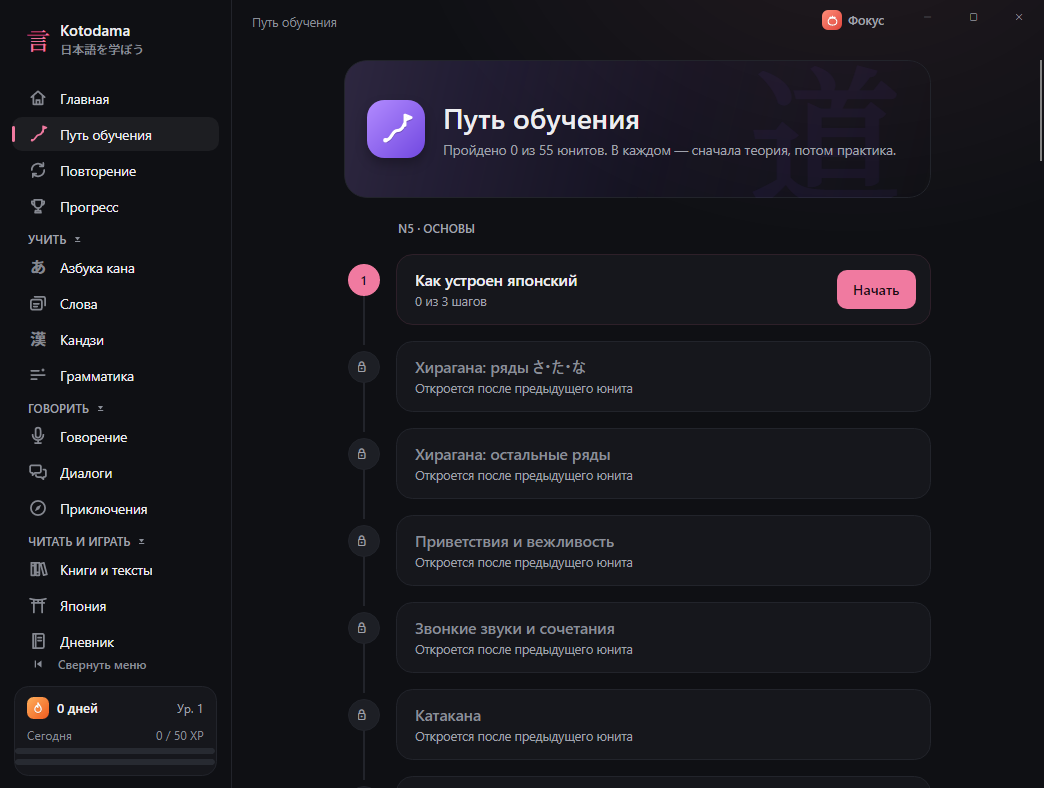 言
Kotodama
日本語を学ぼう
Главная
Путь обучения
Повторение
Прогресс
УЧИТЬ
あ Азбука кана
Слова
漢 Кандзи
Грамматика
ГОВОРИТЬ
Говорение
Диалоги
Приключения
ЧИТАТЬ И ИГРАТЬ
Книги и тексты
Япония
Дневник
Свернуть меню
0 дней Ур. 1
Сегодня 0 / 50 XP
Путь обучения
Фокус
道
Путь обучения
Пройдено 0 из 55 юнитов. В каждом — сначала теория, потом практика.
N5 · ОСНОВЫ
1
Как устроен японский
0 из 3 шагов
Начать
Хирагана: ряды さ·た·な
Откроется после предыдущего юнита
Хирагана: остальные ряды
Откроется после предыдущего юнита
Приветствия и вежливость
Откроется после предыдущего юнита
Звонкие звуки и сочетания
Откроется после предыдущего юнита
Катакана
Откроется после предыдущего юнита